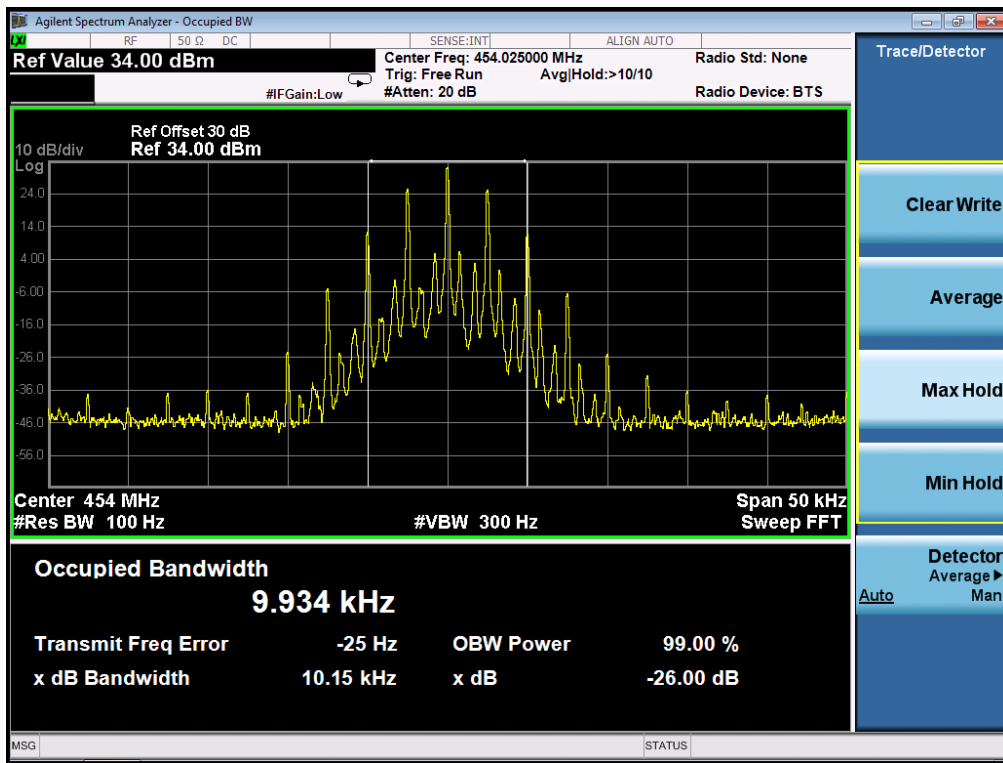 Agilent Spectrum Analyzer - Occupied BW
LXI RF 50 Ω DC SENSE:INT ALIGN AUTO
Ref Value 34.00 dBm
Center Freq: 454.025000 MHz
Radio Std: None
Trig: Free Run
Avg|Hold:>10/10
#IFGain:Low
#Atten: 20 dB
Radio Device: BTS
Ref Offset 30 dB
10 dB/div Ref 34.00 dBm
Log
24.0
14.0
4.00
-6.00
-16.0
-26.0
-36.0
-46.0
-56.0
Center 454 MHz
Span 50 kHz
#Res BW 100 Hz
#VBW 300 Hz
Sweep FFT
Occupied Bandwidth
9.934 kHz
Transmit Freq Error -25 Hz OBW Power 99.00 %
x dB Bandwidth 10.15 kHz x dB -26.00 dB
MSG
STATUS
Trace/Detector
Clear Write
Average
Max Hold
Min Hold
Detector
Average
Auto Man